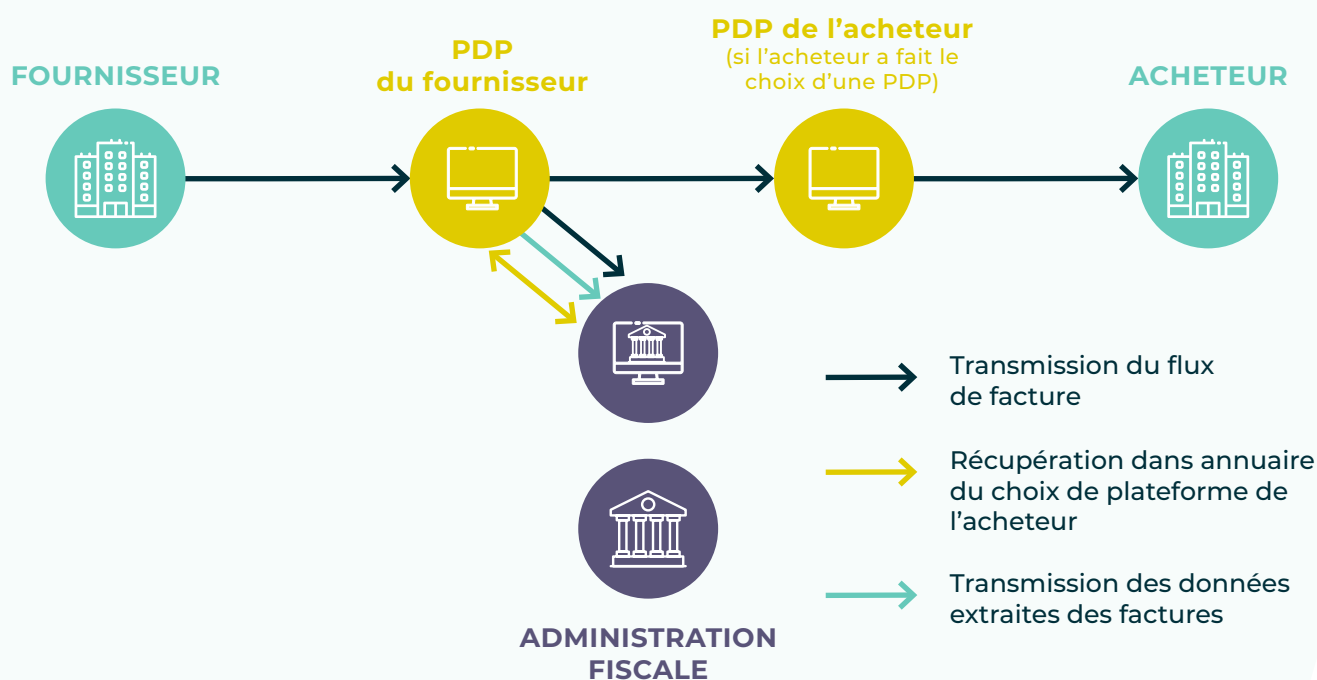 FOURNISSEUR
PDP
du fournisseur
PDP de l’acheteur
(si l’acheteur a fait le
choix d’une PDP)
ACHETEUR
Transmission du flux
de facture
Récupération dans annuaire
du choix de plateforme de
l’acheteur
Transmission des données
extraites des factures
ADMINISTRATION
FISCALE